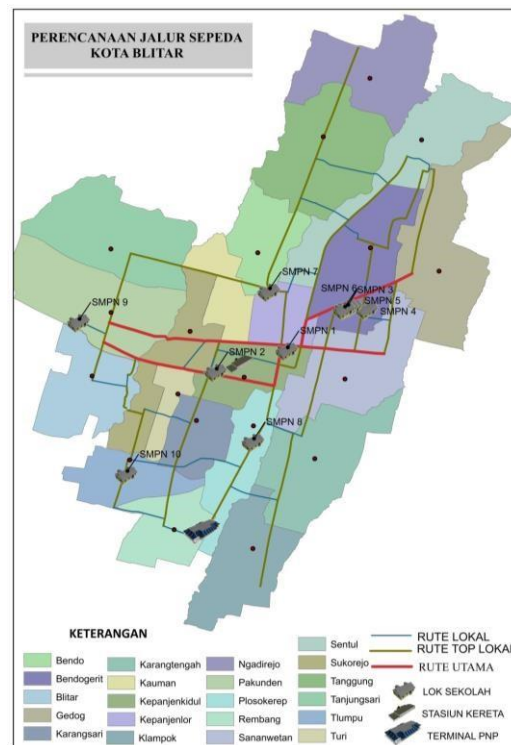 PERENCANAAN JALUR SEPEDA
KOTA BLITAR
SMPN 7
SMPN 6
SMPN 3
SMPN 5
SMPN 4
SMPN 9
SMPN 1
SMPN 2
SMPN 8
SMPN 10
KETERANGAN
Bendo
Bendogerit
Blitar
Gedog
Karangsari
Karangtengah
Kauman
Kepanjenkidul
Kepanjenlor
Klampok
Ngadirejo
Pakunden
Plosokerep
Rembang
Sananwetan
Sentul
Sukorejo
Tanggung
Tanjungsari
Tlumpu
Turi
RUTE LOKAL
RUTE TOP LOKAL
RUTE UTAMA
LOK SEKOLAH
STASIUN KERETA
TERMINAL PNP